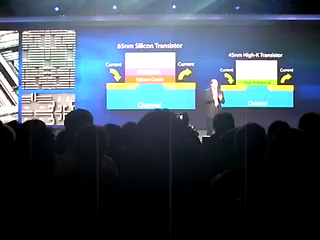 65nm Silicon Transistor
45nm High-K Transistor
Current
Current
Current
Current
Silicon Oxide
Channel
Channel